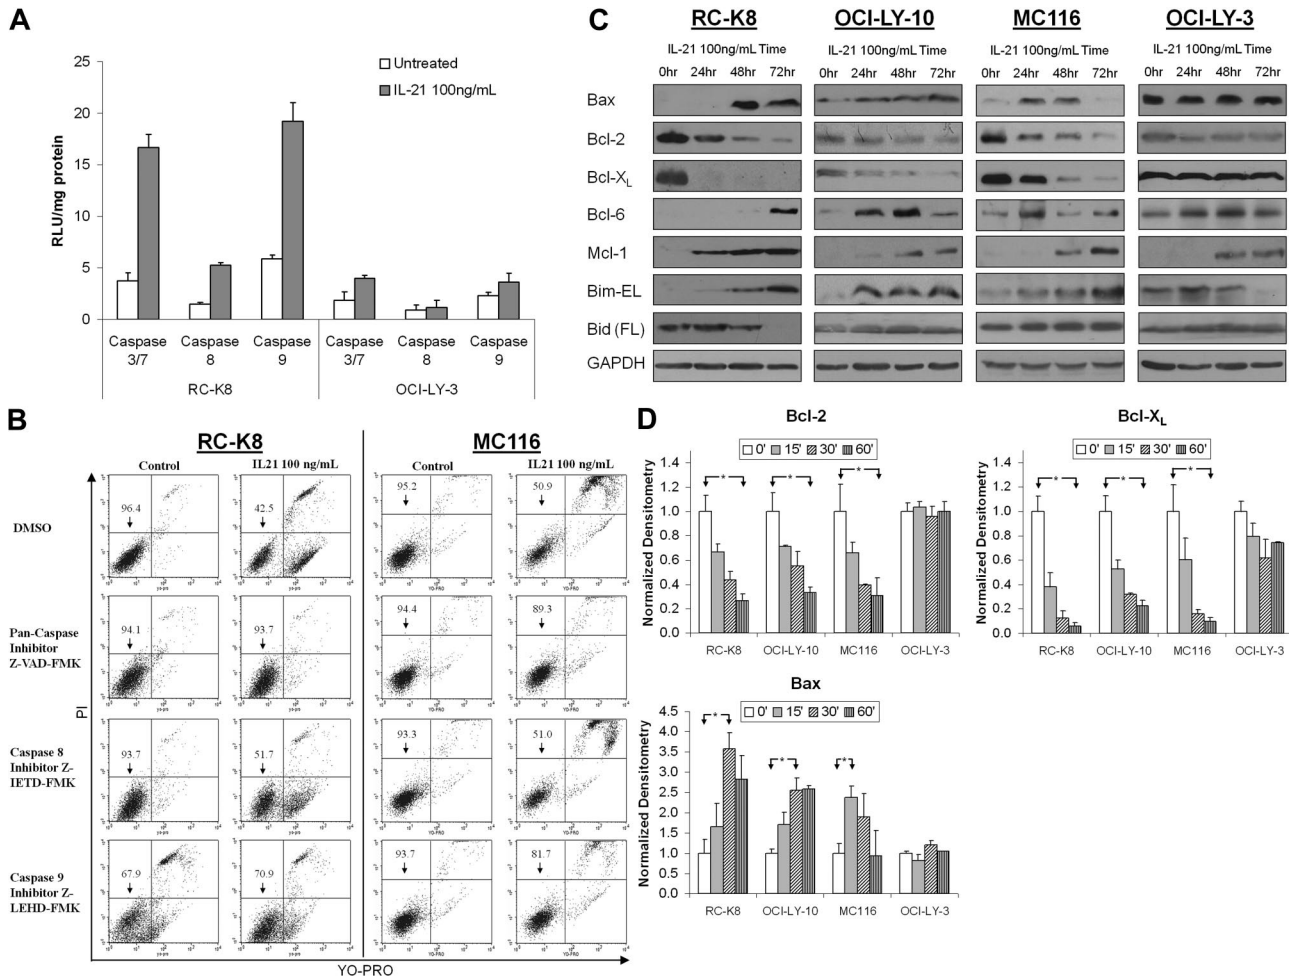 A
Untreated
IL-21 100ng/mL
RLU/mg protein
25
20
15
10
5
0
Caspase 3/7
Caspase 8
Caspase 9
Caspase 3/7
Caspase 8
Caspase 9
RC-K8
OCI-LY-3
B
RC-K8
MC116
Control
IL21 100 ng/mL
Control
IL21 100 ng/mL
DMSO
96.4
42.5
95.2
50.9
Pan-Caspase
Inhibitor
Z-VAD-FMK
94.1
93.7
94.4
89.3
Caspase 8
Inhibitor Z-
IETD-FMK
93.7
51.7
93.3
51.0
Caspase 9
Inhibitor Z-
LEHD-FMK
67.9
70.9
93.7
81.7
PI
YO-PRO
C
RC-K8
OCI-LY-10
MC116
OCI-LY-3
IL-21 100ng/mL Time
IL-21 100ng/mL Time
IL-21 100ng/mL Time
IL-21 100ng/mL Time
0hr 24hr 48hr 72hr
0hr 24hr 48hr 72hr
0hr 24hr 48hr 72hr
0hr 24hr 48hr 72hr
Bax
Bcl-2
Bcl-XL
Bcl-6
Mcl-1
Bim-EL
Bid (FL)
GAPDH
D
Bcl-2
0' 15' 30' 60'
Normalized Densitometry
1.4
1.2
1.0
0.8
0.6
0.4
0.2
0.0
* * *
RC-K8 OCI-LY-10 MC116 OCI-LY-3
Bcl-XL
0' 15' 30' 60'
Normalized Densitometry
1.4
1.2
1.0
0.8
0.6
0.4
0.2
0.0
* * *
RC-K8 OCI-LY-10 MC116 OCI-LY-3
Bax
0' 15' 30' 60'
Normalized Densitometry
4.5
4.0
3.5
3.0
2.5
2.0
1.5
1.0
0.5
0.0
* * *
RC-K8 OCI-LY-10 MC116 OCI-LY-3